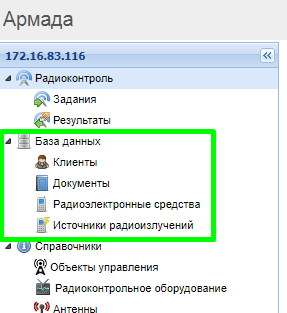 Армада
172.16.83.116
Радиоконтроль
Задания
Результаты
База данных
Клиенты
Документы
Радиоэлектронные средства
Источники радиоизлучений
Справочники
Объекты управления
Радиоконтрольное оборудование
Антенны